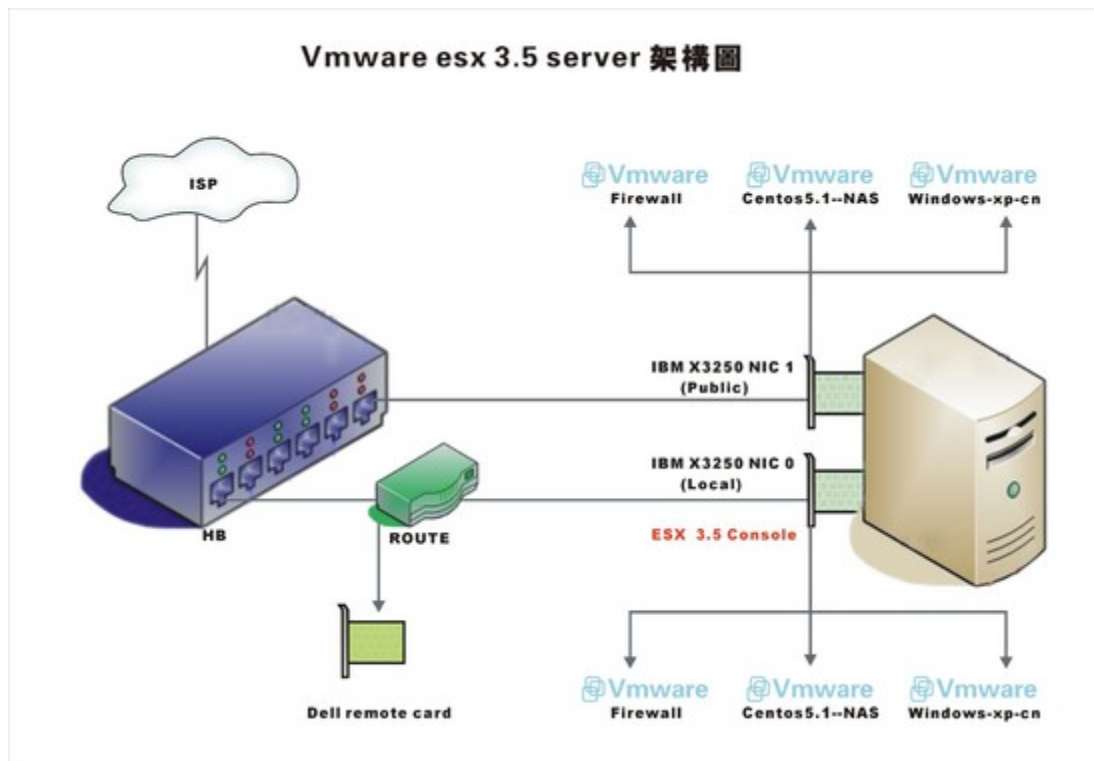 Vmware esx 3.5 server 架構圖
ISP
Vmware
Firewall
Vmware
Centos5.1--NAS
Vmware
Windows-xp-cn
IBM X3250 NIC 1
(Public)
IBM X3250 NIC 0
(Local)
ESX 3.5 Console
HB
ROUTE
Dell remote card
Vmware
Firewall
Vmware
Centos5.1--NAS
Vmware
Windows-xp-cn